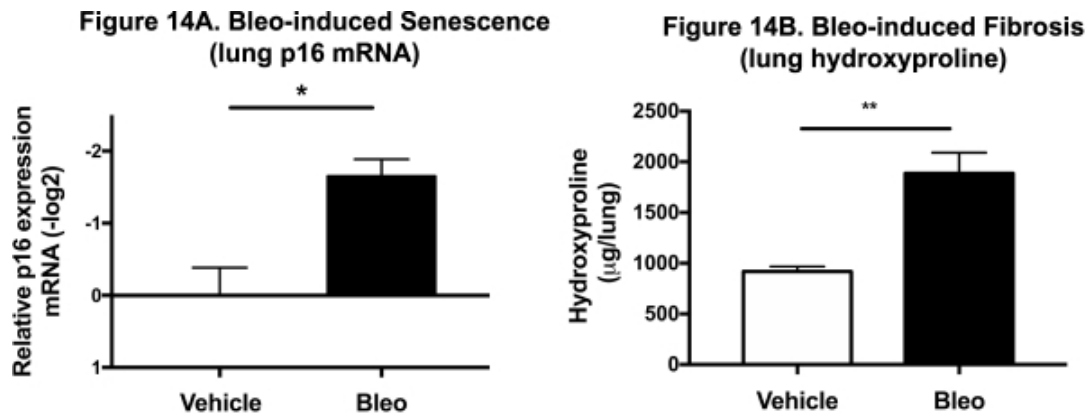 Figure 14A. Bleo-induced Senescence
(lung p16 mRNA)
*
Relative p16 expression
mRNA (-log2)
-2
-1
0
1
Vehicle
Bleo
Figure 14B. Bleo-induced Fibrosis
(lung hydroxyproline)
**
Hydroxyproline
(μg/lung)
2500
2000
1500
1000
500
0
Vehicle
Bleo